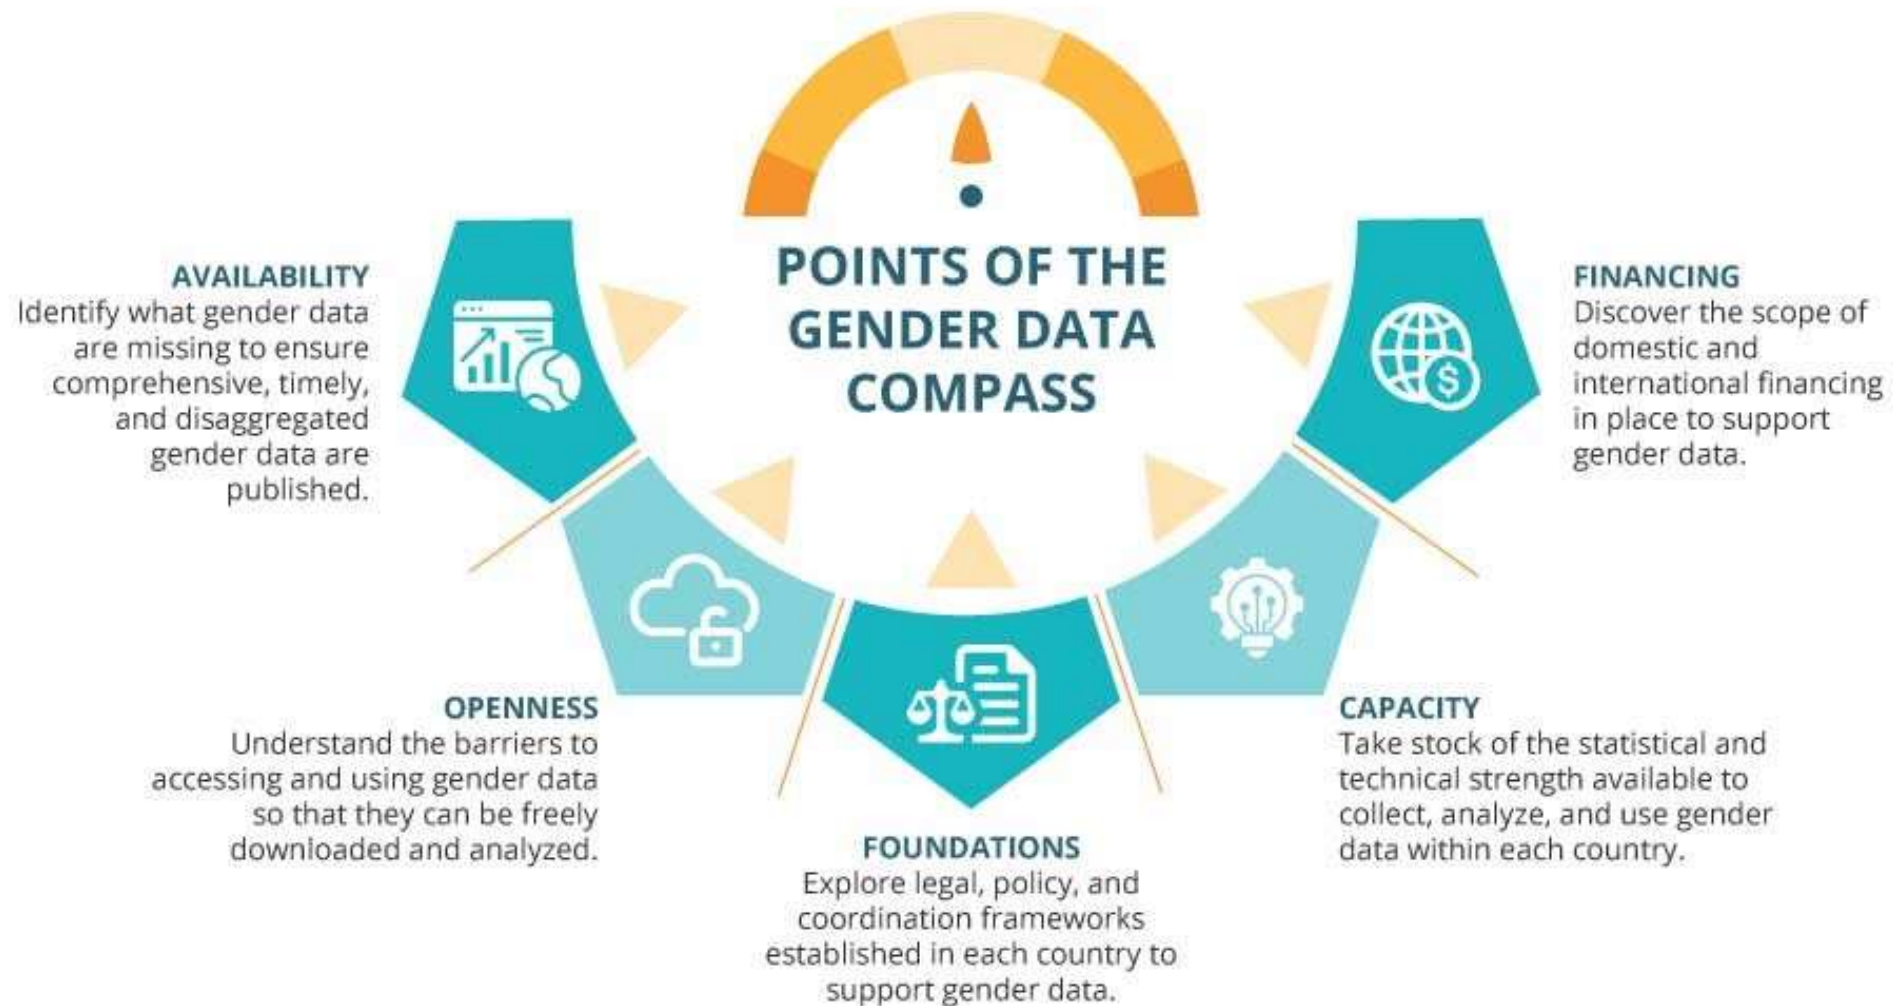 POINTS OF THE
GENDER DATA
COMPASS
AVAILABILITY
Identify what gender data
are missing to ensure
comprehensive, timely,
and disaggregated
gender data are
published.
OPENNESS
Understand the barriers to
accessing and using gender data
so that they can be freely
downloaded and analyzed.
FOUNDATIONS
Explore legal, policy, and
coordination frameworks
established in each country to
support gender data.
CAPACITY
Take stock of the statistical and
technical strength available to
collect, analyze, and use gender
data within each country.
FINANCING
Discover the scope of
domestic and
international financing
in place to support
gender data.
$